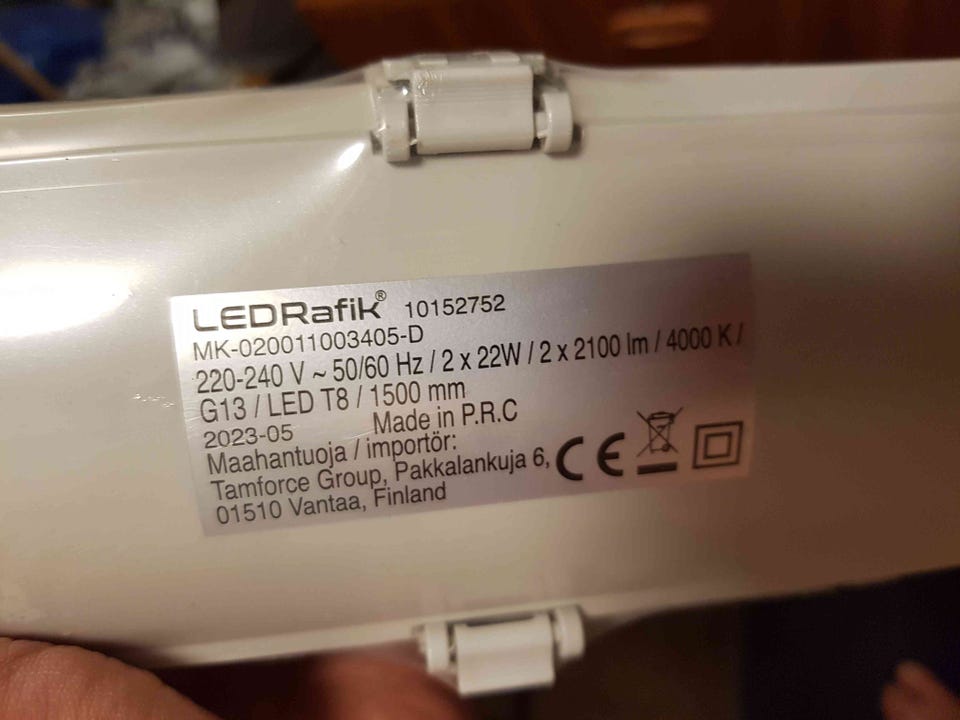 LEDRafik® 10152752
MK-020011003405-D
220-240 V ~ 50/60 Hz / 2 x 22W / 2 x 2100 lm / 4000 K /
G13 / LED T8 / 1500 mm
2023-05 Made in P.R.C
Maahantuoja / importör:
Tamforce Group, Pakkalankuja 6,
01510 Vantaa, Finland
CE